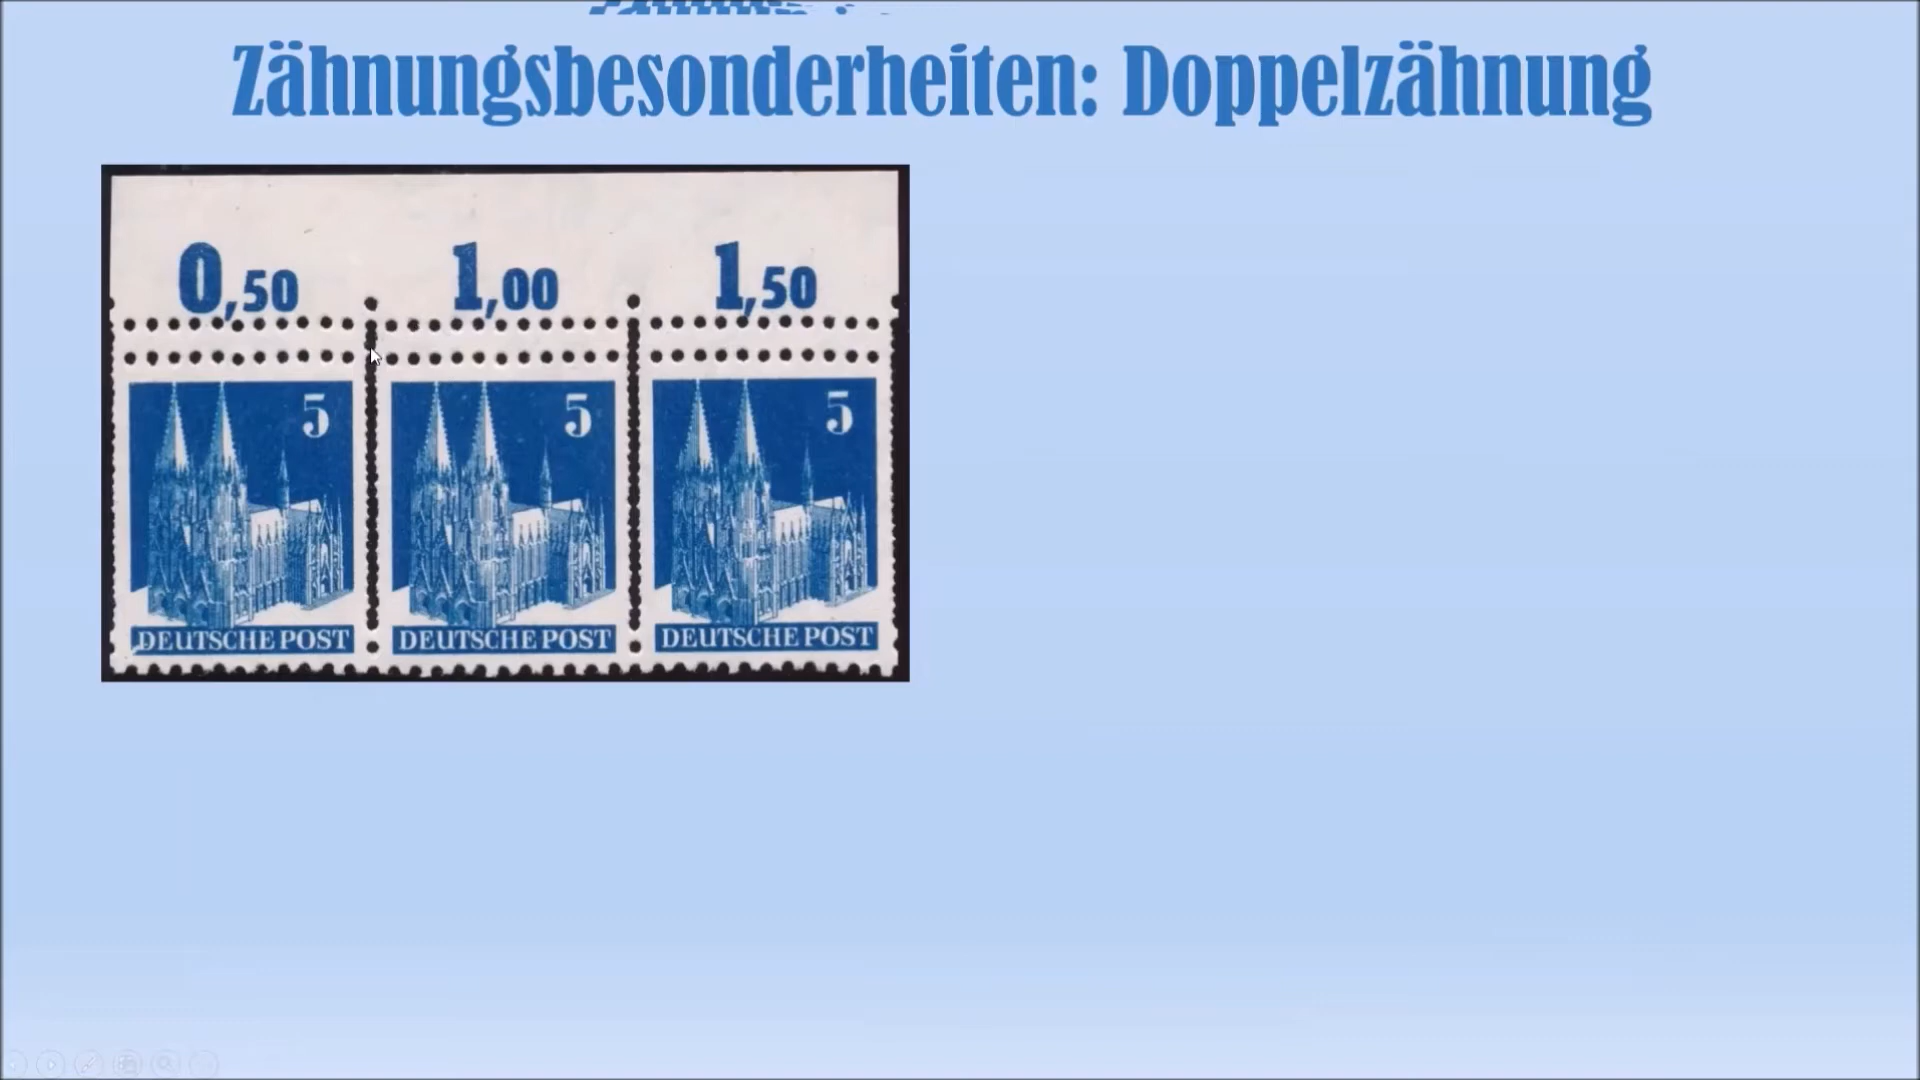 Zähnungsbesonderheiten: Doppelzähnung
0,50 1,00 1,50
5 5 5
DEUTSCHE POST DEUTSCHE POST DEUTSCHE POST